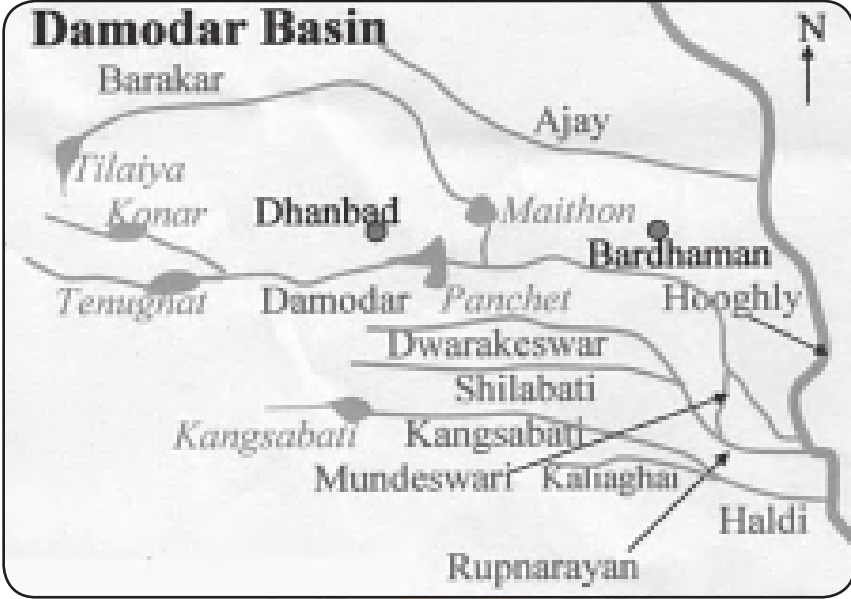 Damodar Basin
N
Barakar
Ajay
Tilaiya
Konar
Dhanbad
Maithon
Bardhaman
Tenughat
Damodar
Panchet
Hooghly
Dwarakeswar
Shilabati
Kangsabati
Kangsabati
Mundeswari
Kaliaghai
Haldi
Rupnarayan